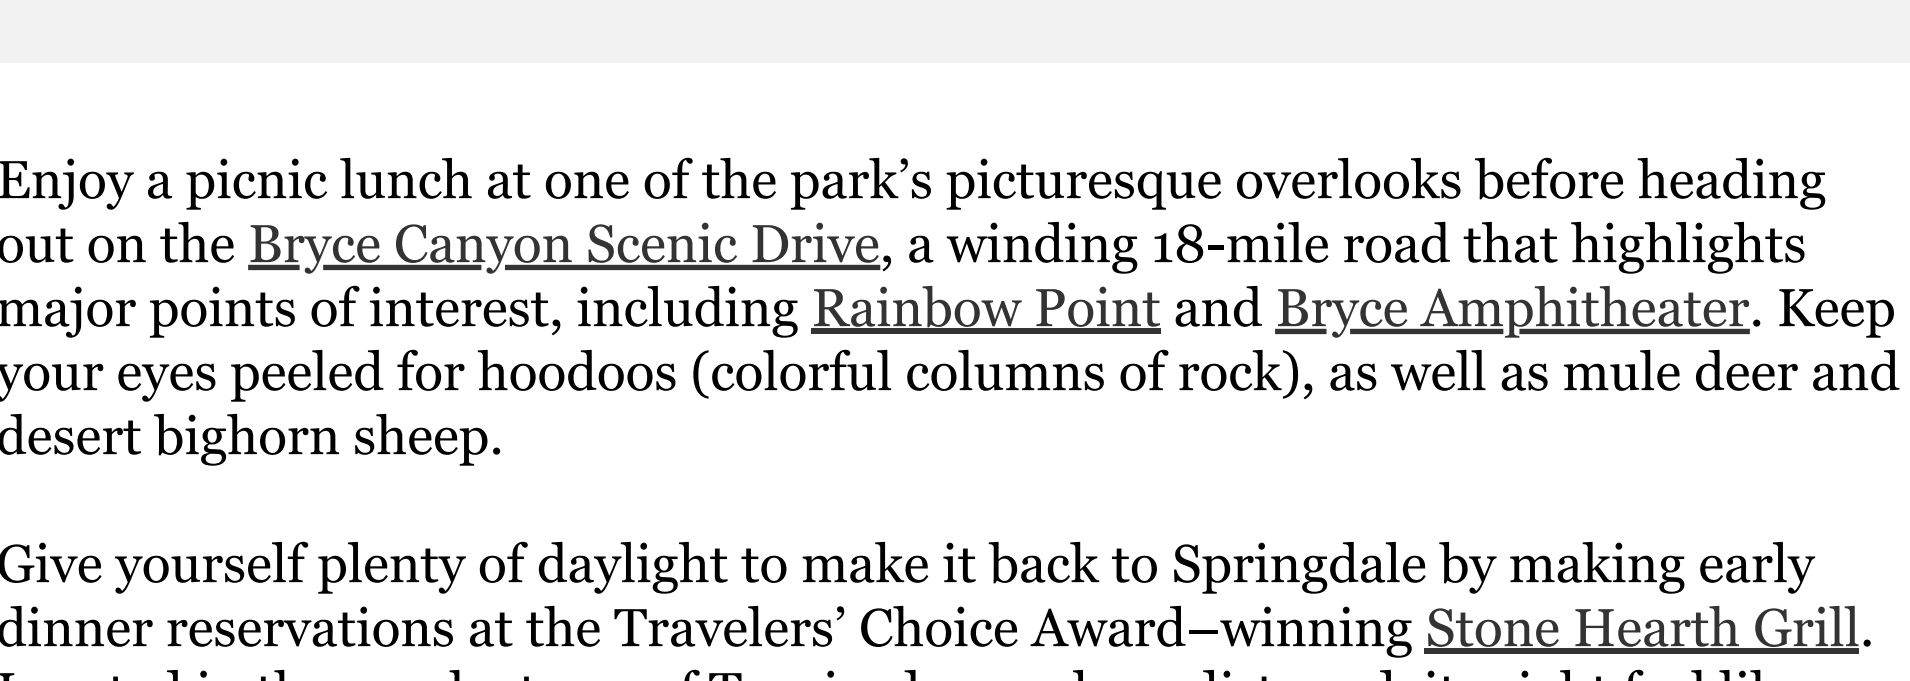 Enjoy a picnic lunch at one of the park’s picturesque overlooks before heading
out on the Bryce Canyon Scenic Drive, a winding 18-mile road that highlights
major points of interest, including Rainbow Point and Bryce Amphitheater. Keep
your eyes peeled for hoodoos (colorful columns of rock), as well as mule deer and
desert bighorn sheep.
Give yourself plenty of daylight to make it back to Springdale by making early
dinner reservations at the Travelers’ Choice Award–winning Stone Hearth Grill.